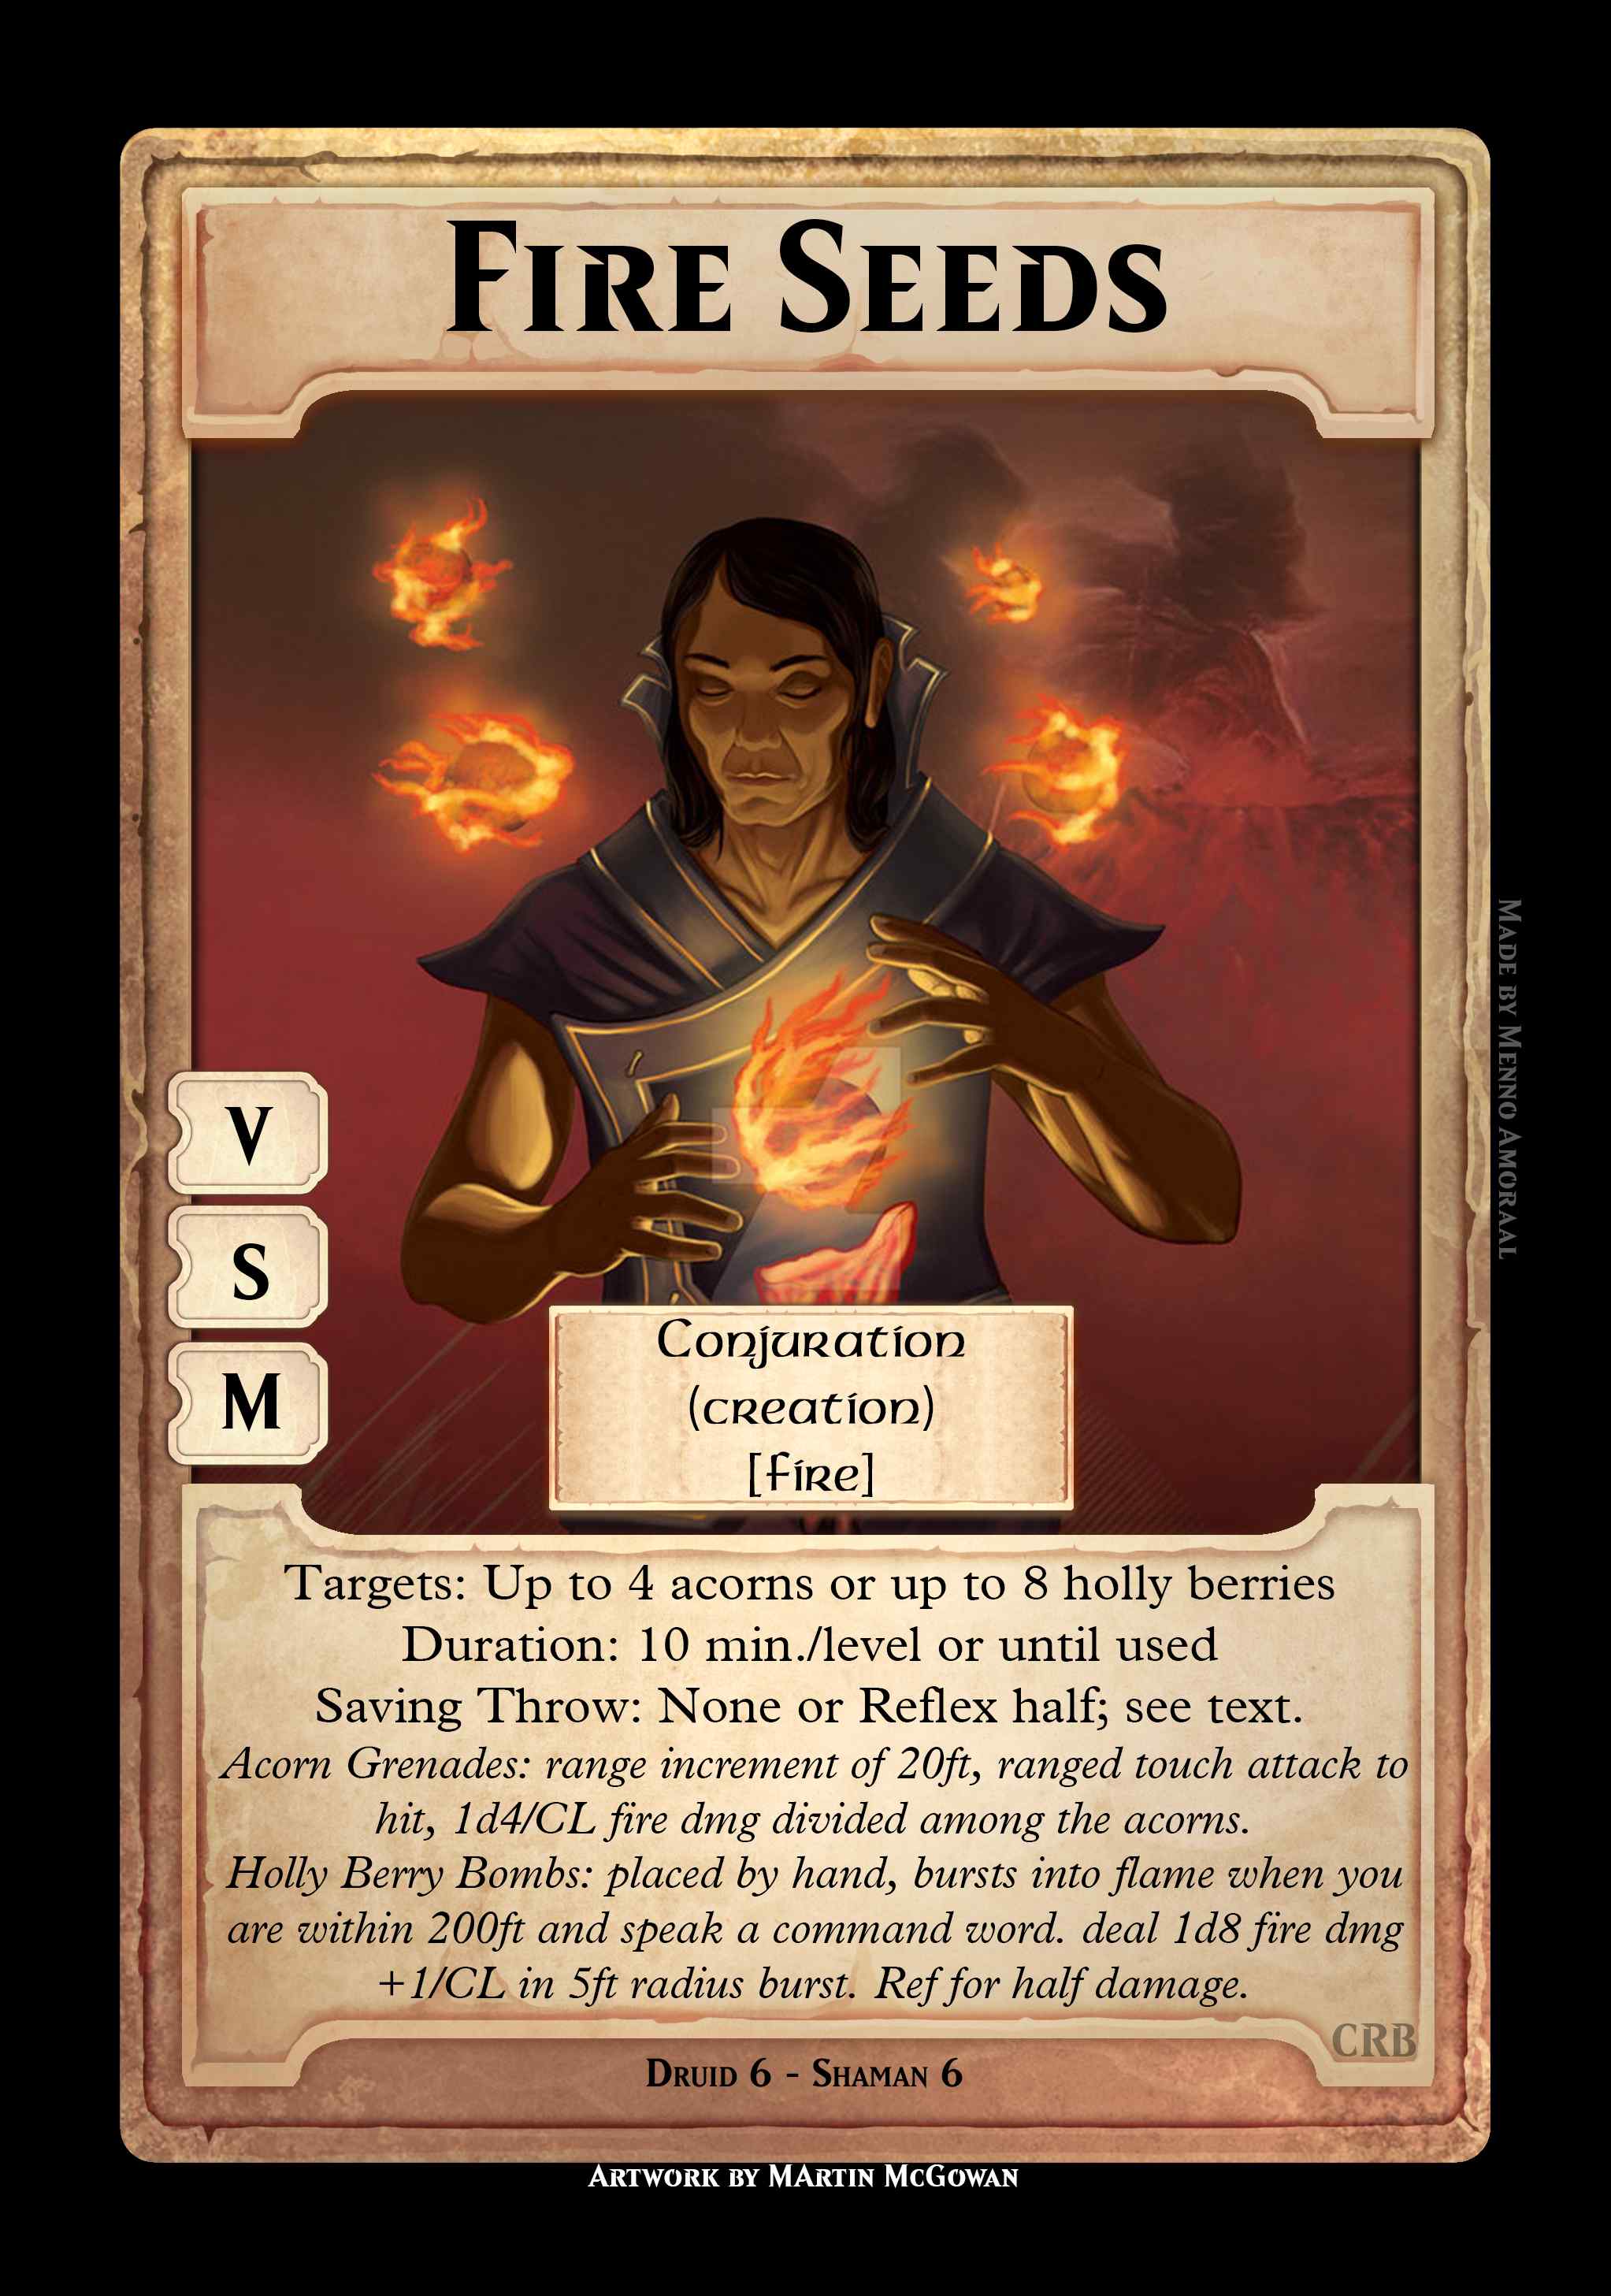 Fire Seeds
V
S
M
Conjuration
(creation)
[fire]
Targets: Up to 4 acorns or up to 8 holly berries
Duration: 10 min./level or until used
Saving Throw: None or Reflex half; see text.
Acorn Grenades: range increment of 20ft, ranged touch attack to
hit, 1d4/CL fire dmg divided among the acorns.
Holly Berry Bombs: placed by hand, bursts into flame when you
are within 200ft and speak a command word. deal 1d8 fire dmg
+1/CL in 5ft radius burst. Ref for half damage.
CRB
Druid 6 - Shaman 6
Artwork by MArtin McGowan
Made by Menno Amoraal